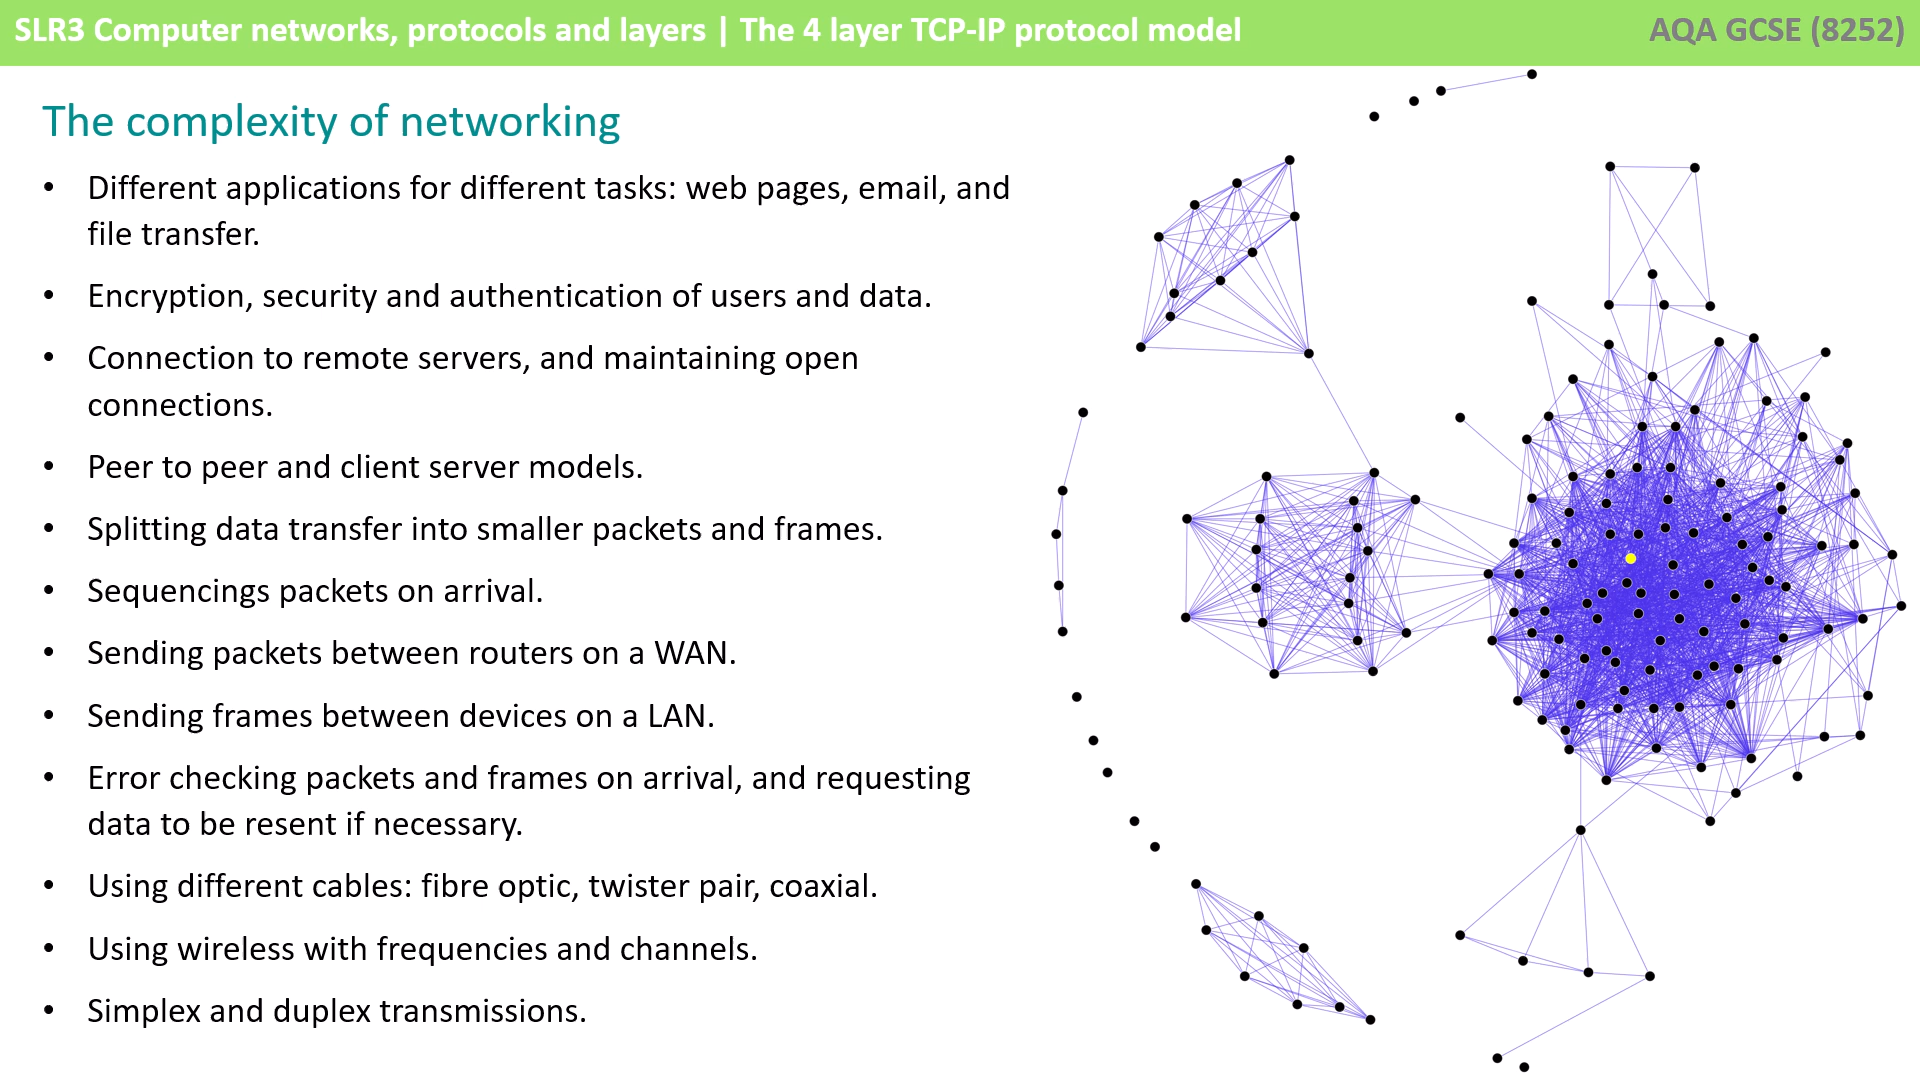 SLR3 Computer networks, protocols and layers | The 4 layer TCP-IP protocol model
AQA GCSE (8252)
The complexity of networking
• Different applications for different tasks: web pages, email, and
file transfer.
• Encryption, security and authentication of users and data.
• Connection to remote servers, and maintaining open
connections.
• Peer to peer and client server models.
• Splitting data transfer into smaller packets and frames.
• Sequencings packets on arrival.
• Sending packets between routers on a WAN.
• Sending frames between devices on a LAN.
• Error checking packets and frames on arrival, and requesting
data to be resent if necessary.
• Using different cables: fibre optic, twister pair, coaxial.
• Using wireless with frequencies and channels.
• Simplex and duplex transmissions.